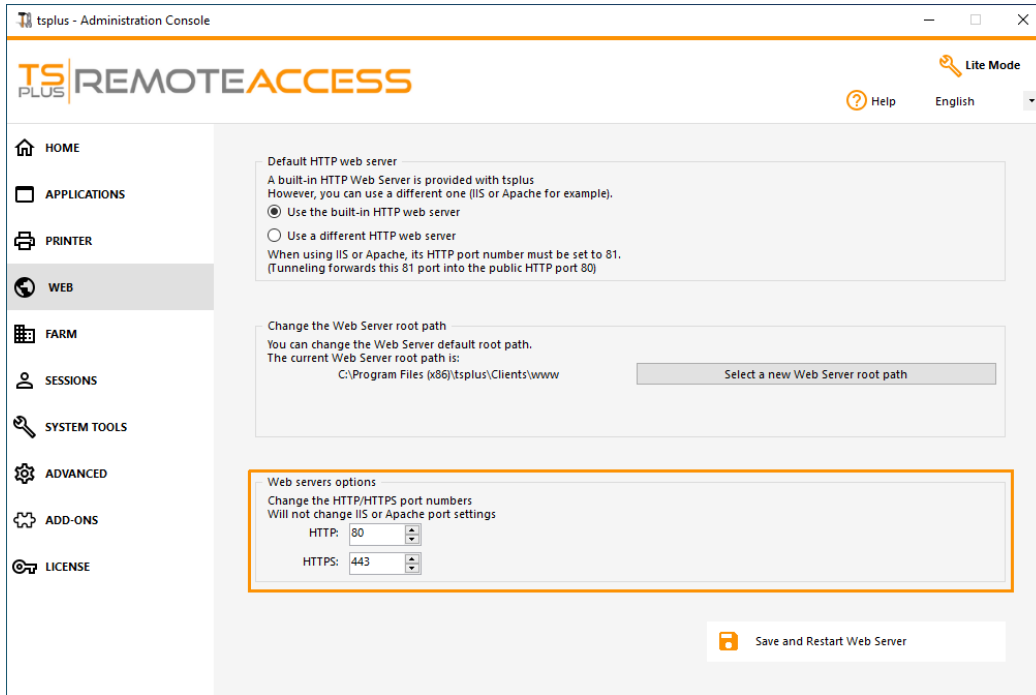 tsplus - Administration Console
TS PLUS REMOTEACCESS
Lite Mode
Help
English
HOME
APPLICATIONS
PRINTER
WEB
FARM
SESSIONS
SYSTEM TOOLS
ADVANCED
ADD-ONS
LICENSE
Default HTTP web server
A built-in HTTP Web Server is provided with tsplus
However, you can use a different one (IIS or Apache for example).
Use the built-in HTTP web server
Use a different HTTP web server
When using IIS or Apache, its HTTP port number must be set to 81.
(Tunneling forwards this 81 port into the public HTTP port 80)
Change the Web Server root path
You can change the Web Server default root path.
The current Web Server root path is:
C:\Program Files (x86)\tsplus\Clients\www
Select a new Web Server root path
Web servers options
Change the HTTP/HTTPS port numbers
Will not change IIS or Apache port settings
HTTP: 80
HTTPS: 443
Save and Restart Web Server